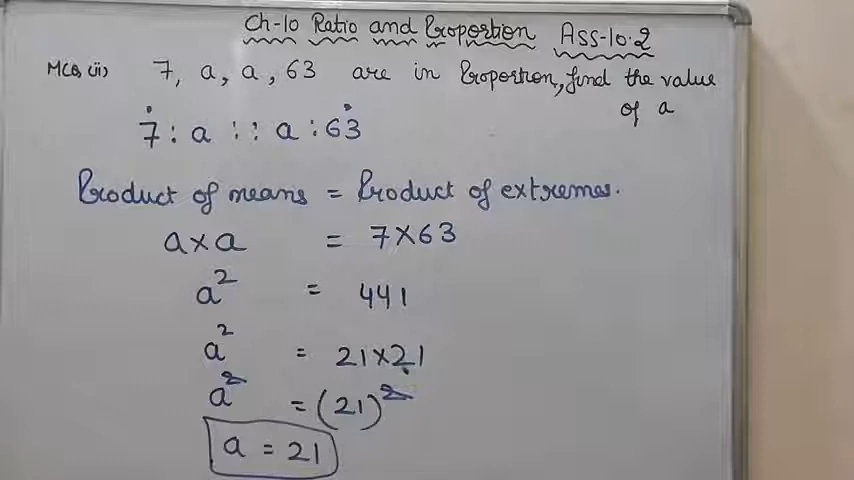 Ch-10 Ratio and Proportion Ass-10.2
MCQ (ii) 7, a, a, 63 are in Proportion, find the value
of a
7 : a :: a : 63
Product of means = Product of extremes.
a×a = 7×63
a² = 441
a² = 21×21
a² = (21)²
a = 21